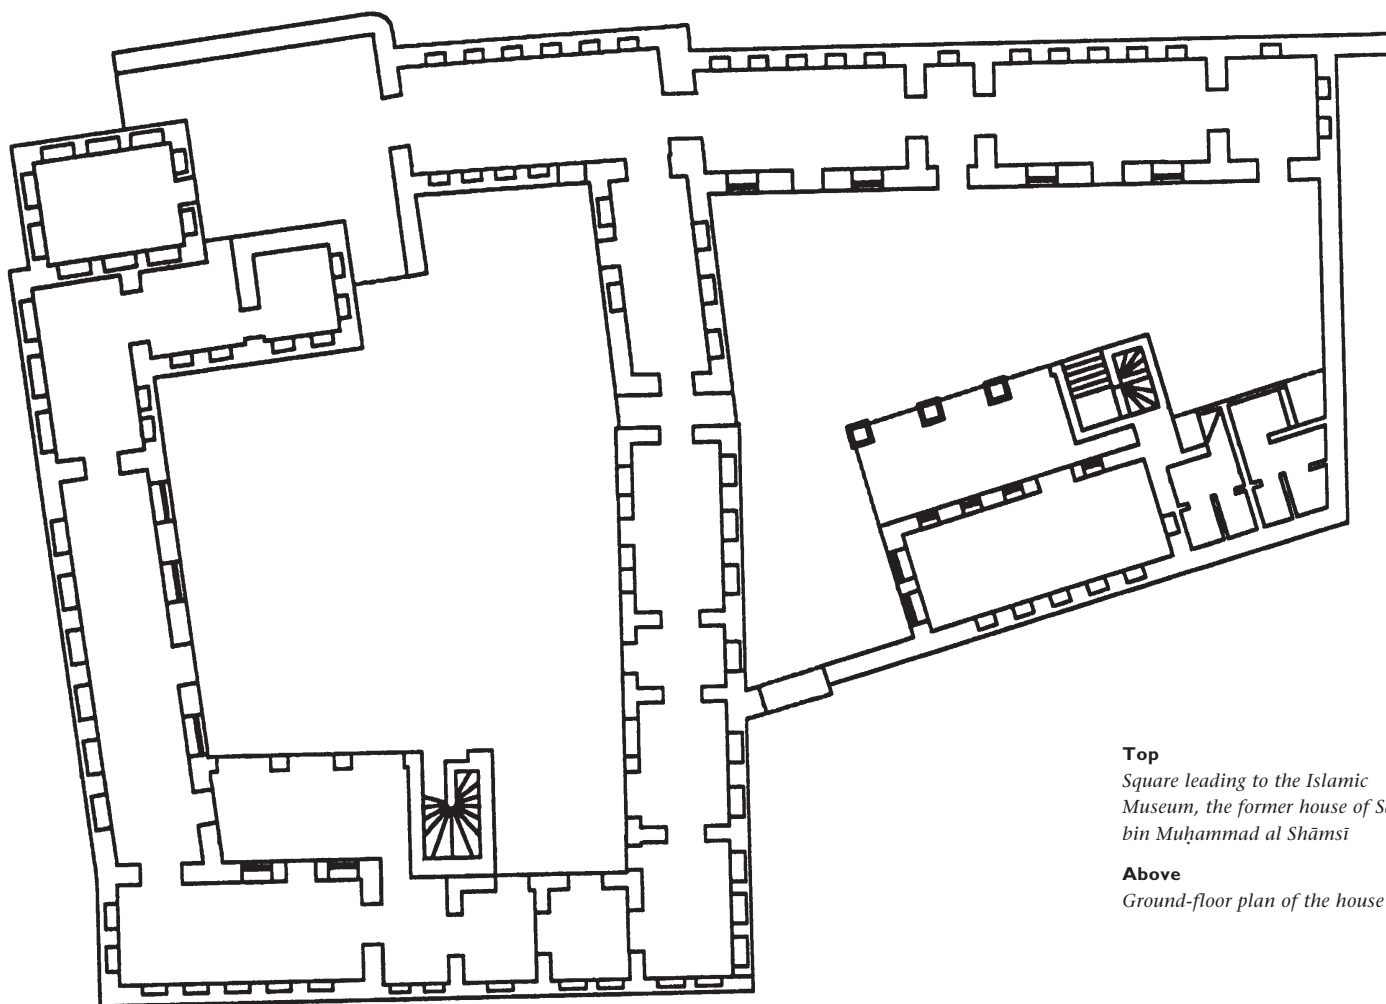 Top
Square leading to the Islamic
Museum, the former house of
bin Muḥammad al Shāmsī
Above
Ground-floor plan of the house